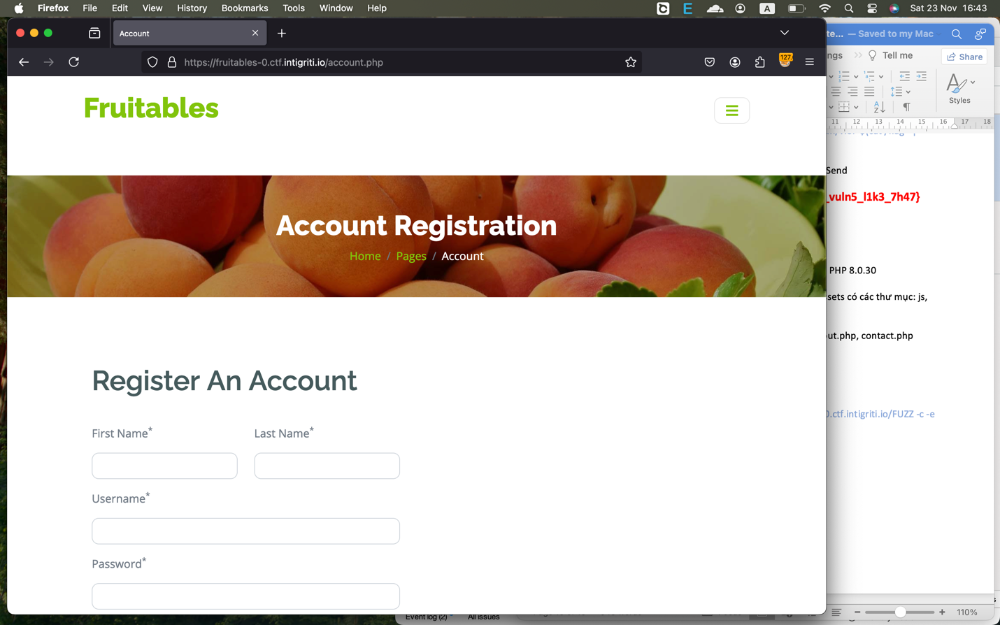 Firefox File Edit View History Bookmarks Tools Window Help
A
Sat 23 Nov 16:43
Account
https://fruitables-0.ctf.intigriti.io/account.php
127.
Fruitables
Account Registration
Home / Pages / Account
Register An Account
First Name* Last Name*
Username*
Password*
te... — Saved to my Mac
ngs Tell me Share
Styles
11 12 13 14 15 16 17 18
Send
_vuln5_l1k3_7h47}
PHP 8.0.30
sets có các thư mục: js,
ut.php, contact.php
0.ctf.intigriti.io/FUZZ -c -e
110%
Event log (2) All issues